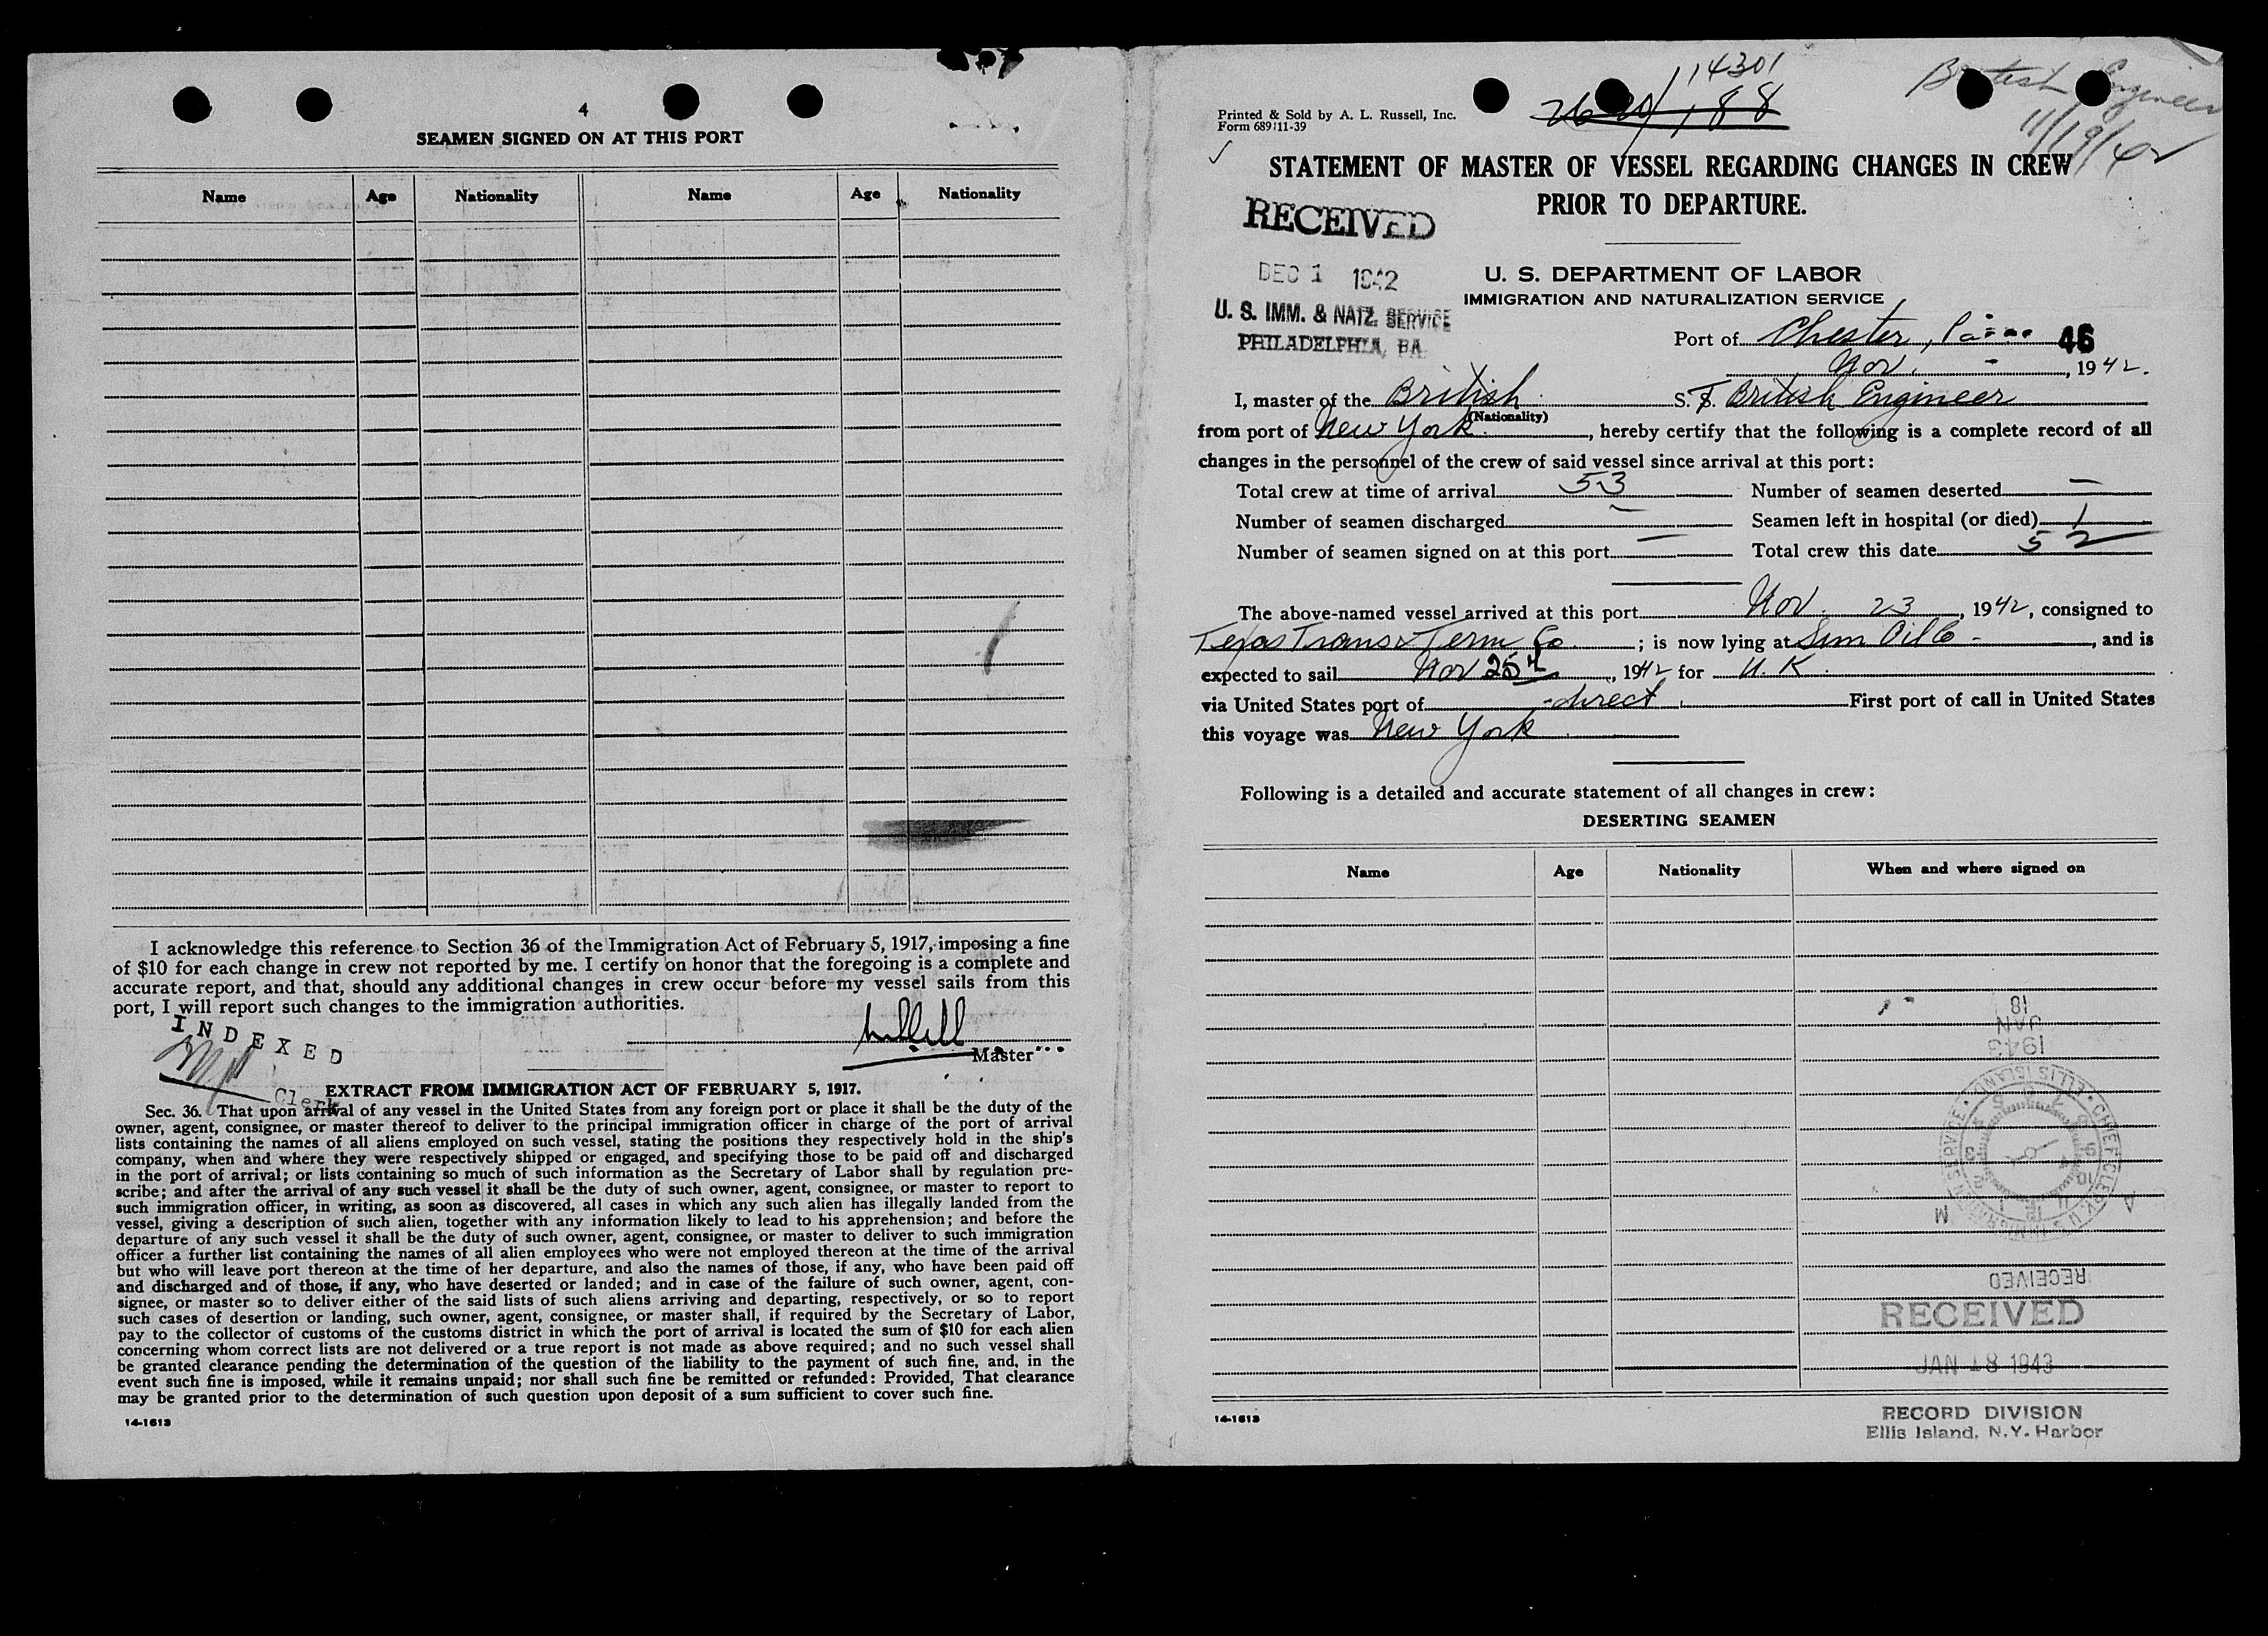 4
SEAMEN SIGNED ON AT THIS PORT
Name Age Nationality Name Age Nationality
I acknowledge this reference to Section 36 of the Immigration Act of February 5, 1917, imposing a fine
of $10 for each change in crew not reported by me. I certify on honor that the foregoing is a complete and
accurate report, and that, should any additional changes in crew occur before my vessel sails from this
port, I will report such changes to the immigration authorities.
INDEXED
Master
Clerk
EXTRACT FROM IMMIGRATION ACT OF FEBRUARY 5, 1917.
Sec. 36. That upon arrival of any vessel in the United States from any foreign port or place it shall be the duty of the
owner, agent, consignee, or master thereof to deliver to the principal immigration officer in charge of the port of arrival
lists containing the names of all aliens employed on such vessel, stating the positions they respectively hold in the ship's
company, when and where they were respectively shipped or engaged, and specifying those to be paid off and discharged
in the port of arrival; or lists containing so much of such information as the Secretary of Labor shall by regulation pre-
scribe; and after the arrival of any such vessel it shall be the duty of such owner, agent, consignee, or master to report to
such immigration officer, in writing, as soon as discovered, all cases in which any such alien has illegally landed from the
vessel, giving a description of such alien, together with any information likely to lead to his apprehension; and before the
departure of any such vessel it shall be the duty of such owner, agent, consignee, or master to deliver to such immigration
officer a further list containing the names of all alien employees who were not employed thereon at the time of the arrival
but who will leave port thereon at the time of her departure, and also the names of those, if any, who have been paid off
and discharged and of those, if any, who have deserted or landed; and in case of the failure of such owner, agent, con-
signee, or master so to deliver either of the said lists of such aliens arriving and departing, respectively, or so to report
such cases of desertion or landing, such owner, agent, consignee, or master shall, if required by the Secretary of Labor,
pay to the collector of customs of the customs district in which the port of arrival is located the sum of $10 for each alien
concerning whom correct lists are not delivered or a true report is not made as above required; and no such vessel shall
be granted clearance pending the determination of the question of the liability to the payment of such fine, and, in the
event such fine is imposed, while it remains unpaid; nor shall such fine be remitted or refunded: Provided, That clearance
may be granted prior to the determination of such question upon deposit of a sum sufficient to cover such fine.
14-1613
14301
British Engineer
11/19/42
Printed & Sold by A. L. Russell, Inc.
Form 689 11-39
STATEMENT OF MASTER OF VESSEL REGARDING CHANGES IN CREW
PRIOR TO DEPARTURE.
RECEIVED
DEC 1 1942
U. S. IMM. & NATZ. SERVICE
PHILADELPHIA, PA.
U. S. DEPARTMENT OF LABOR
IMMIGRATION AND NATURALIZATION SERVICE
Port of Chester, Pa. 46
Nov. - , 1942.
I, master of the British S. S. British Engineer
(Nationality)
from port of New York, hereby certify that the following is a complete record of all
changes in the personnel of the crew of said vessel since arrival at this port:
Total crew at time of arrival 53 Number of seamen deserted —
Number of seamen discharged — Seamen left in hospital (or died) 1
Number of seamen signed on at this port — Total crew this date 52
The above-named vessel arrived at this port Nov. 23, 1942, consigned to
Texas Trans & Term Co.; is now lying at Sun Oil Co -, and is
expected to sail Nov 25, 1942 for U.K.
via United States port of -direct. First port of call in United States
this voyage was New York.
Following is a detailed and accurate statement of all changes in crew:
DESERTING SEAMEN
Name Age Nationality When and where signed on
18
JAN
1943
RECEIVED
RECEIVED
JAN 18 1943
14-1613
RECORD DIVISION
Ellis Island, N.Y. Harbor